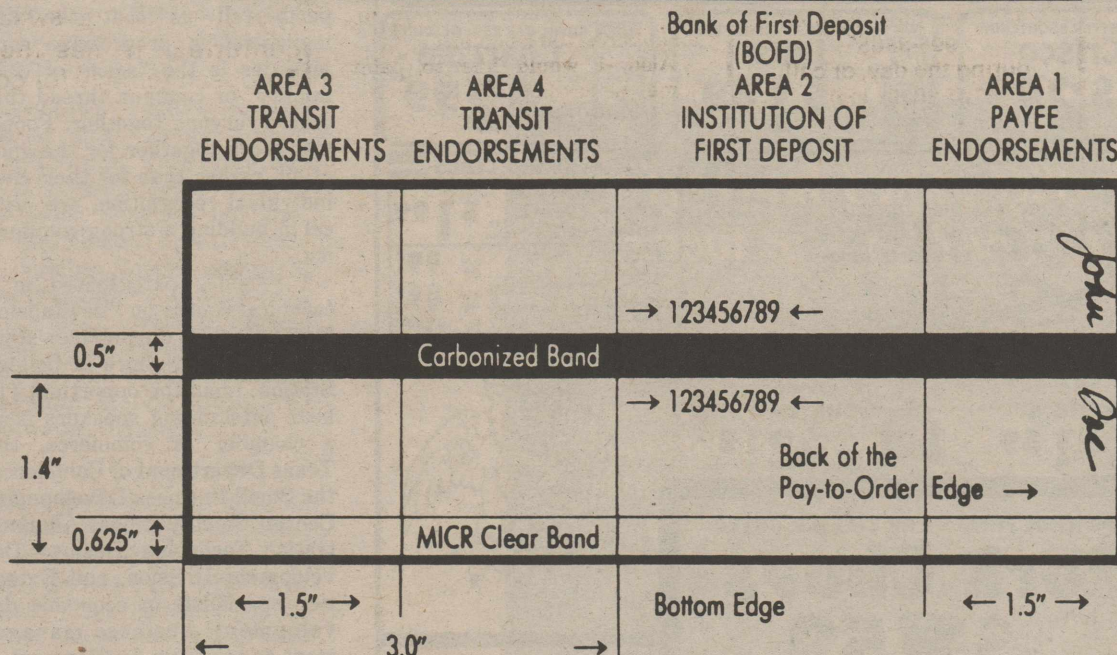 Bank of First Deposit
(BOFD)
AREA 3
TRANSIT
ENDORSEMENTS
AREA 4
TRANSIT
ENDORSEMENTS
AREA 2
INSTITUTION OF
FIRST DEPOSIT
AREA 1
PAYEE
ENDORSEMENTS
→ 123456789 ←
John Doe
0.5"
Carbonized Band
→ 123456789 ←
1.4"
Back of the
Pay-to-Order Edge →
0.625"
MICR Clear Band
← 1.5" →
Bottom Edge
← 1.5" →
← 3.0" →